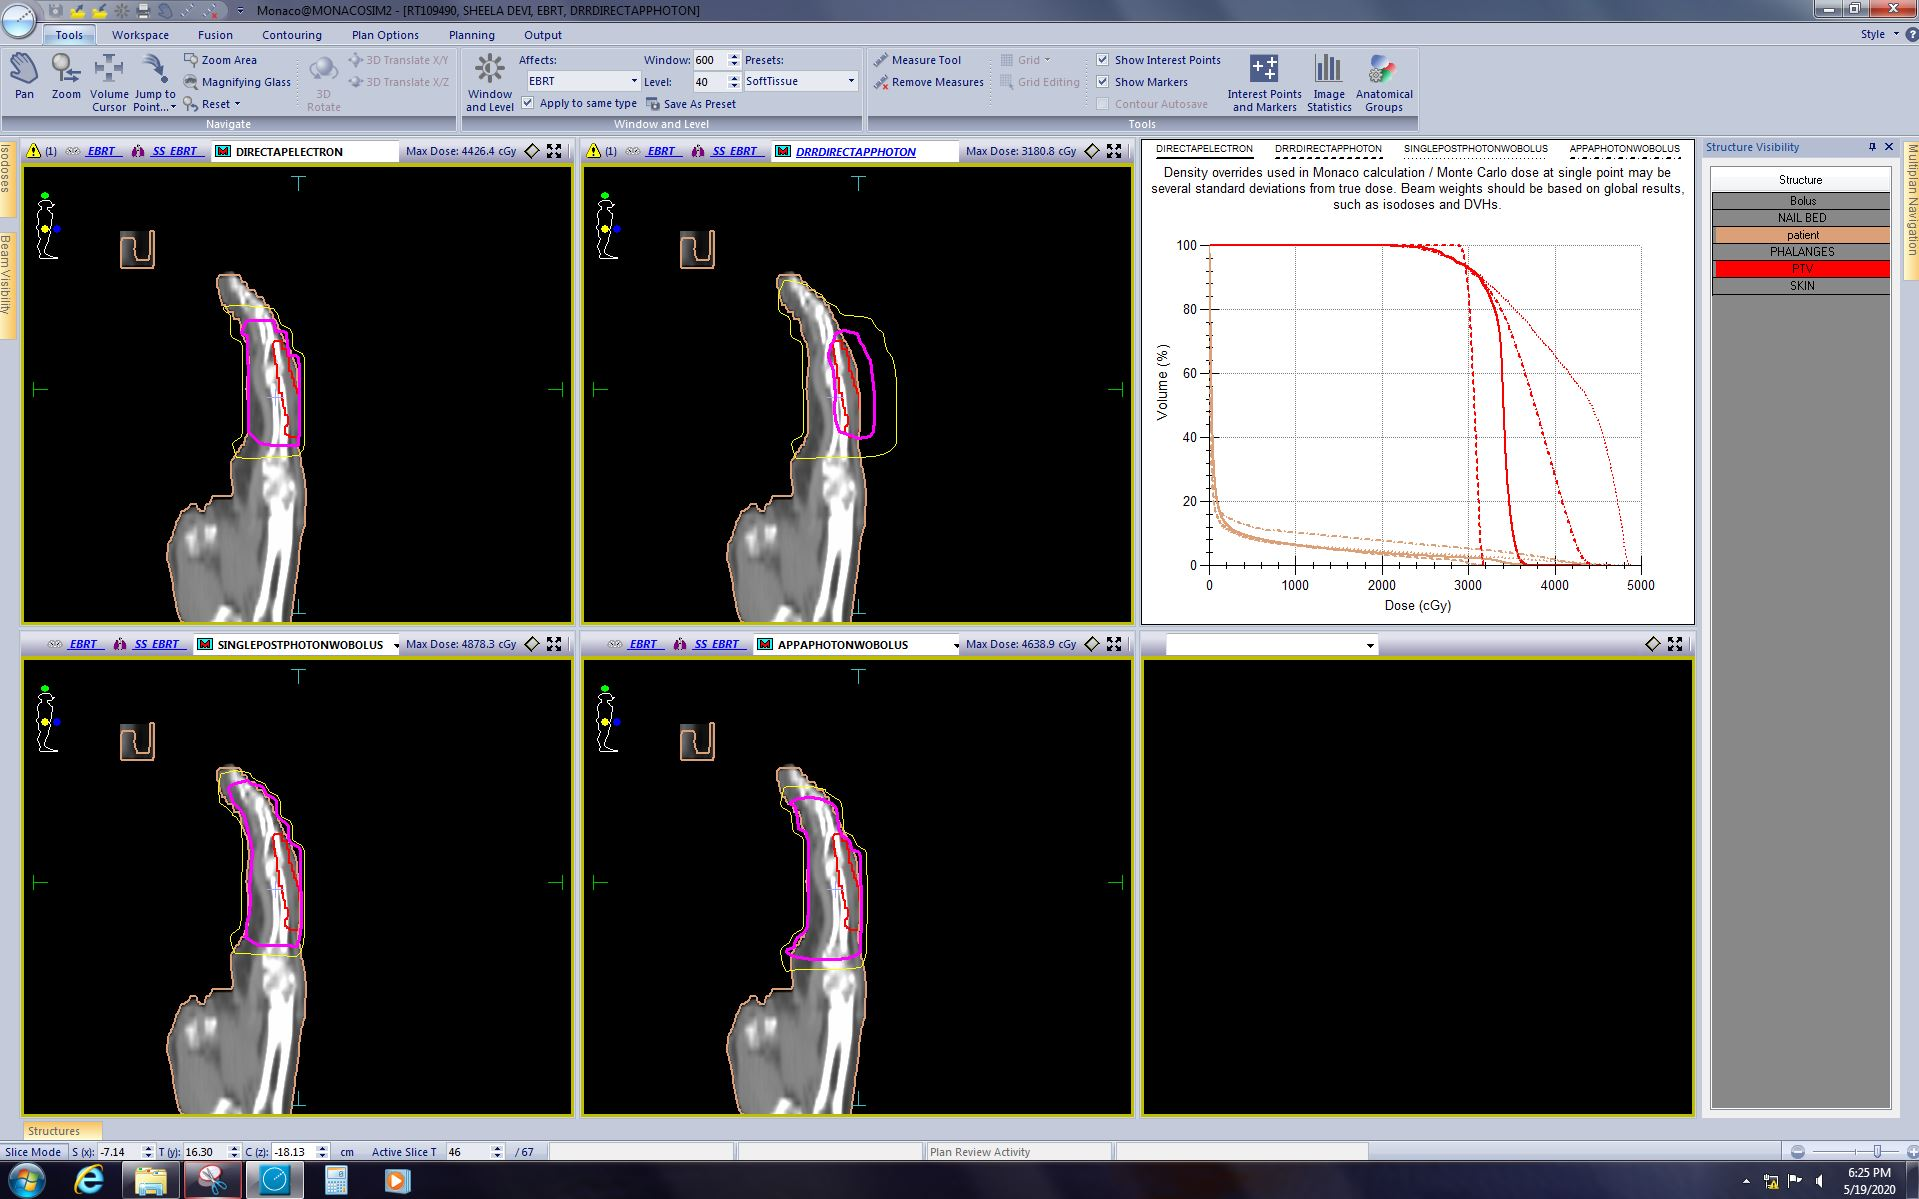 Monaco@MONACOSIM2 - [RT109490, SHEELA DEVI, EBRT, DRRDIRECTAPPHOTON]
Tools Workspace Fusion Contouring Plan Options Planning Output Style
Zoom Area 3D Translate X/Y Affects: Window: 600 Presets: Measure Tool Grid Show Interest Points
Magnifying Glass 3D Translate X/Z EBRT Level: 40 SoftTissue Remove Measures Grid Editing Show Markers
Pan Zoom Volume Cursor Jump to Point... Reset 3D Rotate Window and Level Apply to same type Save As Preset Contour Autosave Interest Points and Markers Image Statistics Anatomical Groups
Navigate Window and Level Tools
Isodoses
Beam Visibility
(1) EBRT SS EBRT DIRECTAPELECTRON Max Dose: 4426.4 cGy
(1) EBRT SS EBRT DRRDIRECTAPPHOTON Max Dose: 3180.8 cGy
DIRECTAPELECTRON DRRDIRECTAPPHOTON SINGLEPOSTPHOTONWOBOLUS APPAPHOTONWOBOLUS
Density overrides used in Monaco calculation / Monte Carlo dose at single point may be
several standard deviations from true dose. Beam weights should be based on global results,
such as isodoses and DVHs.
100
80
60
40
20
0
Volume (%)
0 1000 2000 3000 4000 5000
Dose (cGy)
Structure Visibility
Structure
Bolus
NAIL BED
patient
PHALANGES
PTV
SKIN
Multiplan Navigation
EBRT SS EBRT SINGLEPOSTPHOTONWOBOLUS Max Dose: 4878.3 cGy
EBRT SS EBRT APPAPHOTONWOBOLUS Max Dose: 4638.9 cGy
Structures
Slice Mode S (x): -7.14 T (y): 16.30 C (z): -18.13 cm Active Slice T 46 / 67 Plan Review Activity
6:25 PM
5/19/2020